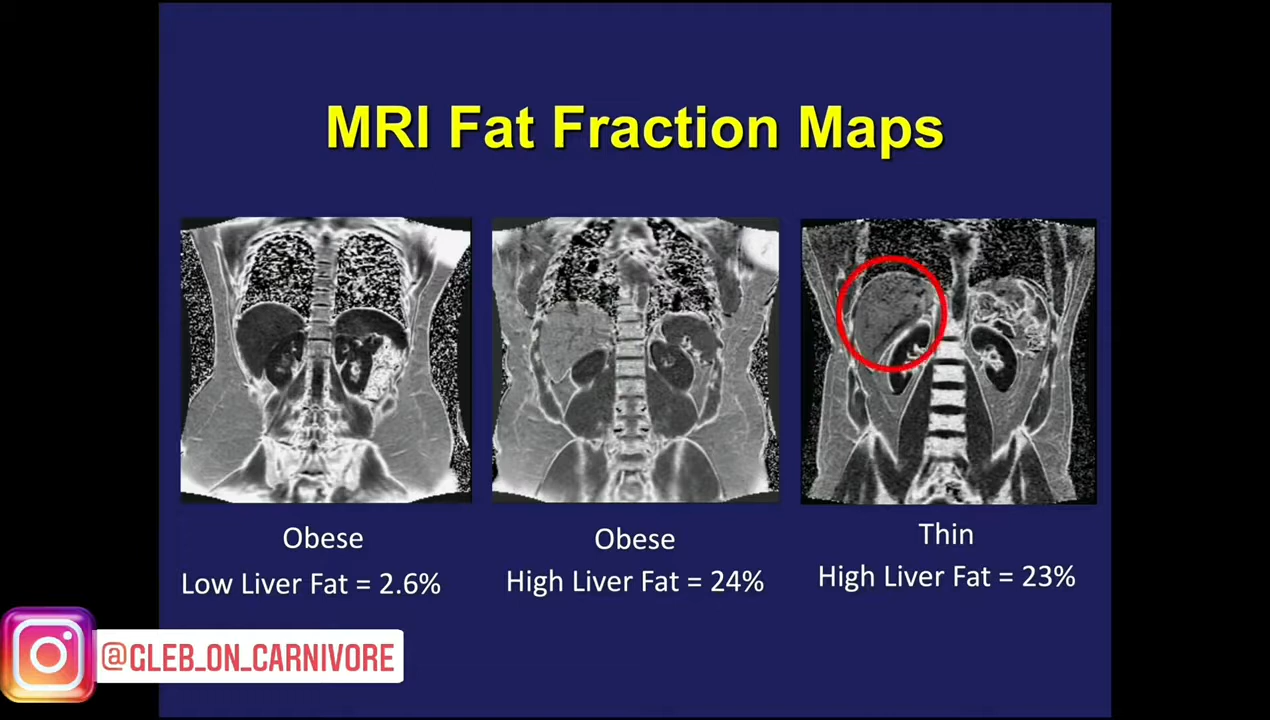 MRI Fat Fraction Maps
Obese
Low Liver Fat = 2.6%
Obese
High Liver Fat = 24%
Thin
High Liver Fat = 23%
@GLEB_ON_CARNIVORE